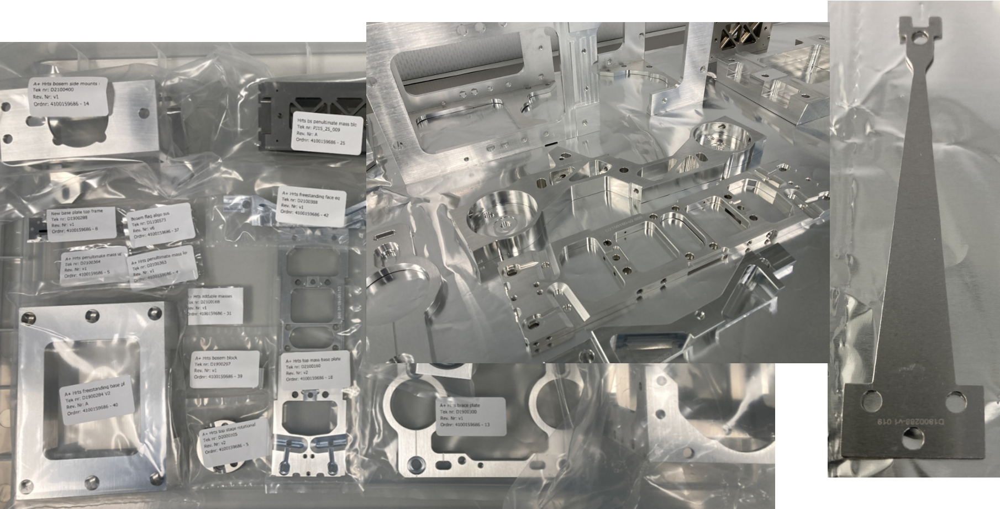 A+ Hrts bosem side mounts
Tek nr: D2100400
Rev. Nr: v1
Ordnr: 4100159686 - 14
Hrts bs penultimate mass blo
Tek nr: PJ15_25_009
Rev. Nr: A
Ordnr: 4100159686 - 25
A+ Hrts freestanding face eq
Tek nr: D2100388
Rev. Nr: v1
Ordnr: 4100159686 - 42
New base plate top frame
Tek nr: D1900288
Rev. Nr: v1
Ordnr: 4100159686 - 8
Bosem flag aligo sus
Tek nr: D1100573
Rev. Nr: v6
Ordnr: 4100159686 - 37
A+ Hrts penultimate mass up
Tek nr: D2100364
Rev. Nr: v1
Ordnr: 4100159686 - 5
A+ Hrts penultimate mass lo
Tek nr: D2100363
Rev. Nr: v1
Ordnr: 4100159686 - 4
Hrts addable masses
Tek nr: D2100168
Rev. Nr: v1
Ordnr: 4100159686 - 31
A+ Hrts bosem block
Tek nr: D1900297
Rev. Nr: v1
Ordnr: 4100159686 - 39
A+ Hrts top mass base plate
Tek nr: D2100160
Rev. Nr: v2
Ordnr: 4100159686 - 18
A+ Hrts freestanding base pl
Tek nr: D1900284 V2
Rev. Nr: A
Ordnr: 4100159686 - 40
A+ Hrts top stage rotational
Tek nr: D2000105
Rev. Nr: v2
Ordnr: 4100159686 - 5
A+ Hrts brace plate
Tek nr: D1900300
Rev. Nr: v1
Ordnr: 4100159686 - 13
D2100160-v2 008
D1800288-v1 019